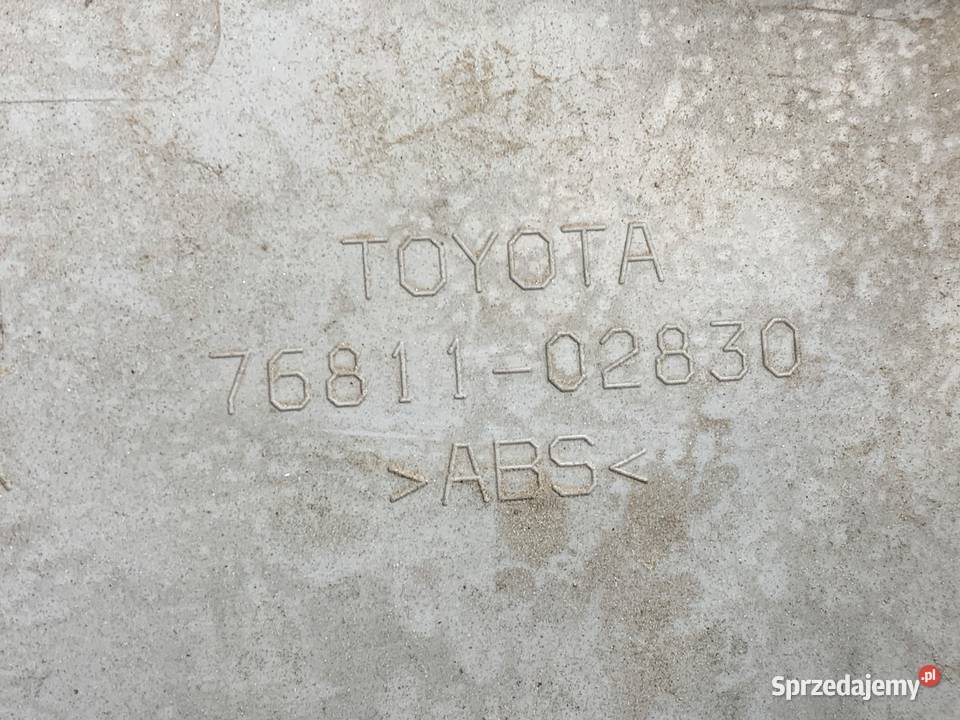 TOYOTA
76811-02830
>ABS<
Sprzedajemy.pl